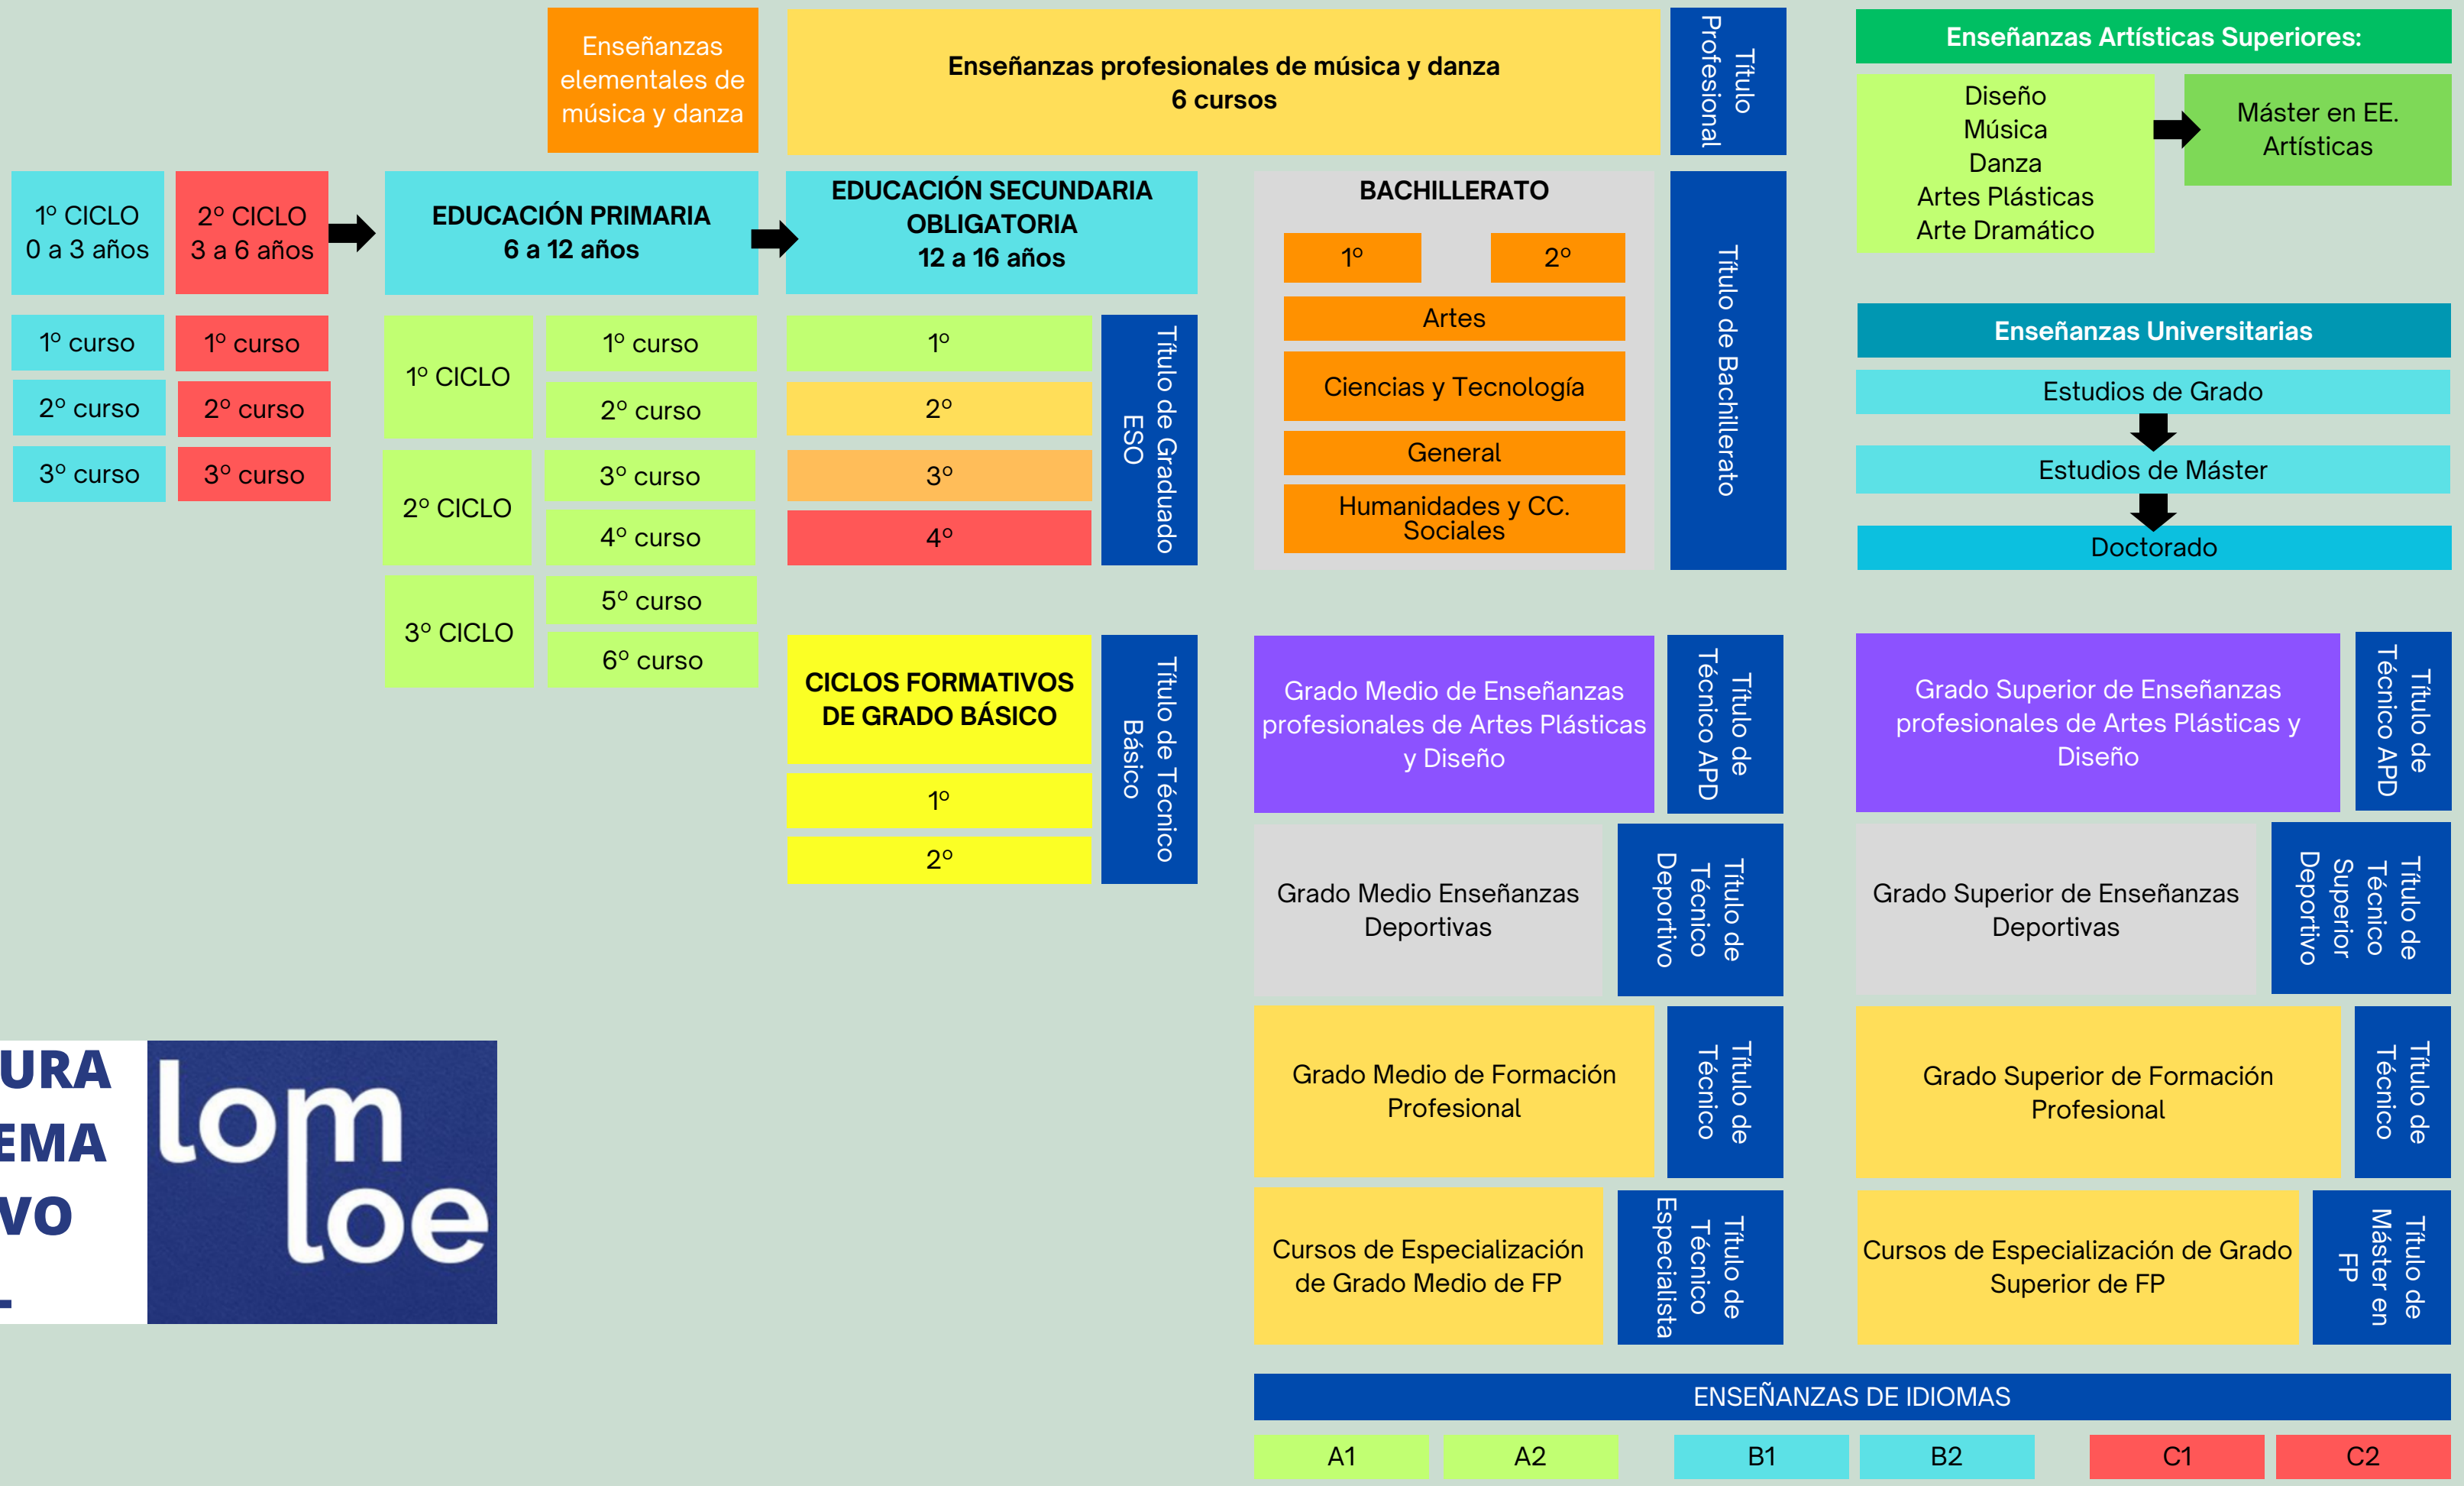 Enseñanzas
elementales de
música y danza
Enseñanzas profesionales de música y danza
6 cursos
Título
Profesional
Enseñanzas Artísticas Superiores:
Diseño
Música
Danza
Artes Plásticas
Arte Dramático
Máster en EE.
Artísticas
1º CICLO
0 a 3 años
2º CICLO
3 a 6 años
EDUCACIÓN PRIMARIA
6 a 12 años
EDUCACIÓN SECUNDARIA
OBLIGATORIA
12 a 16 años
BACHILLERATO
1º
2º
Artes
Ciencias y Tecnología
General
Humanidades y CC.
Sociales
Título de Bachillerato
Enseñanzas Universitarias
Estudios de Grado
Estudios de Máster
Doctorado
1º curso
2º curso
3º curso
1º curso
2º curso
3º curso
1º CICLO
1º curso
2º curso
2º CICLO
3º curso
4º curso
3º CICLO
5º curso
6º curso
1º
2º
3º
4º
Título de Graduado
ESO
CICLOS FORMATIVOS
DE GRADO BÁSICO
1º
2º
Título de Técnico
Básico
Grado Medio de Enseñanzas
profesionales de Artes Plásticas
y Diseño
Título de
Técnico APD
Grado Superior de Enseñanzas
profesionales de Artes Plásticas y
Diseño
Título de
Técnico APD
Grado Medio Enseñanzas
Deportivas
Título de
Técnico
Deportivo
Grado Superior de Enseñanzas
Deportivas
Título de
Técnico
Superior
Deportivo
Grado Medio de Formación
Profesional
Título de
Técnico
Grado Superior de Formación
Profesional
Título de
Técnico
Cursos de Especialización
de Grado Medio de FP
Título de
Técnico
Especialista
Cursos de Especialización de Grado
Superior de FP
Título de
Máster en
FP
URA
EMA
VO
lom
loe
ENSEÑANZAS DE IDIOMAS
A1
A2
B1
B2
C1
C2